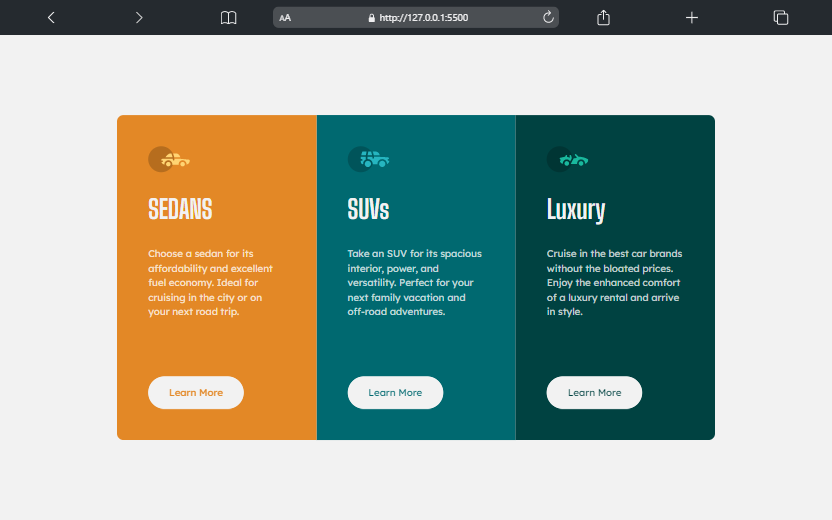 AA
http://127.0.0.1:5500
SEDANS
Choose a sedan for its
affordability and excellent
fuel economy. Ideal for
cruising in the city or on
your next road trip.
Learn More
SUVs
Take an SUV for its spacious
interior, power, and
versatility. Perfect for your
next family vacation and
off-road adventures.
Learn More
Luxury
Cruise in the best car brands
without the bloated prices.
Enjoy the enhanced comfort
of a luxury rental and arrive
in style.
Learn More